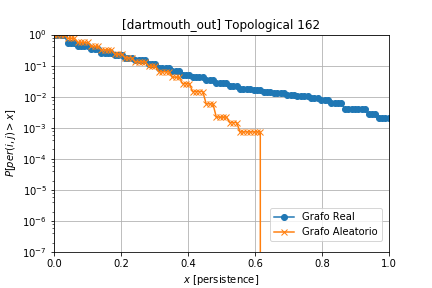 [dartmouth_out] Topological 162
P[per(i,j) > x]
10^0
10^-1
10^-2
10^-3
10^-4
10^-5
10^-6
10^-7
Grafo Real
Grafo Aleatorio
0.0 0.2 0.4 0.6 0.8 1.0
x [persistence]